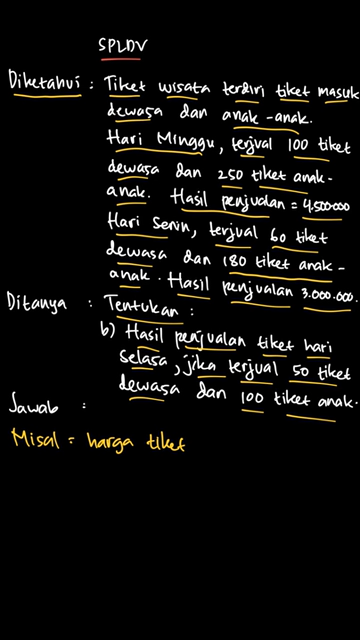 SPLDV
Diketahui : Tiket wisata terdiri tiket masuk
dewasa dan anak-anak.
Hari Minggu, terjual 100 tiket
dewasa dan 250 tiket anak-
anak. Hasil penjualan = 4.500.000
Hari Senin, terjual 60 tiket
dewasa dan 180 tiket anak-
anak. Hasil penjualan 3.000.000.
Ditanya : Tentukan :
b) Hasil penjualan tiket hari
selasa, jika terjual 50 tiket
dewasa dan 100 tiket anak.
Jawab :
Misal = harga tiket